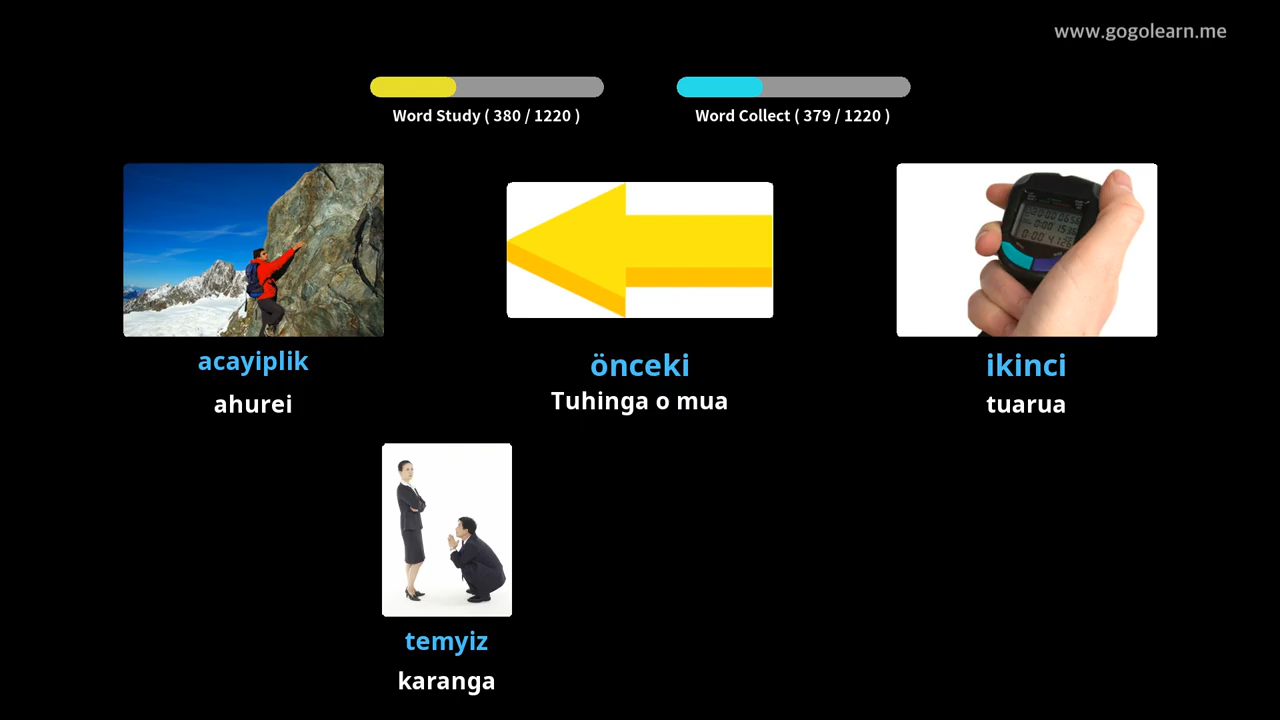 www.gogolearn.me
Word Study ( 380 / 1220 )
Word Collect ( 379 / 1220 )
acayiplik
ahurei
önceki
Tuhinga o mua
ikinci
tuarua
temyiz
karanga